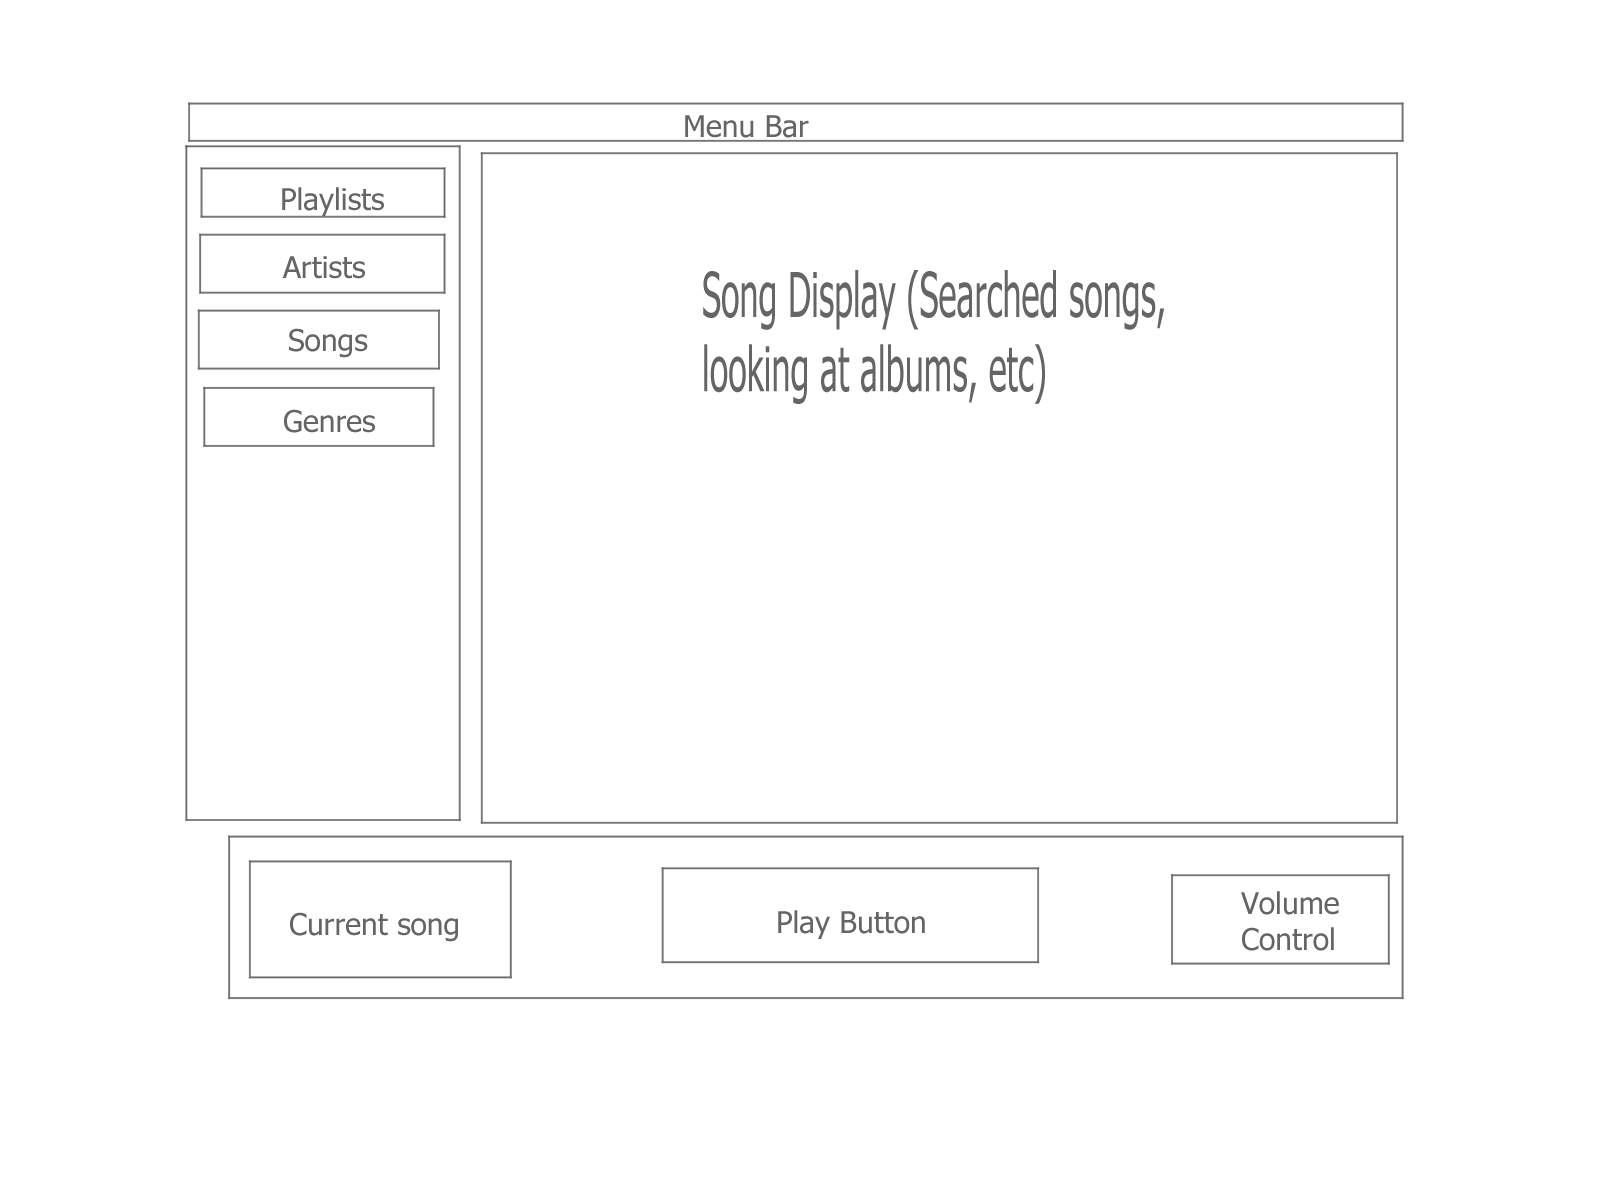 Menu Bar
Playlists
Artists
Songs
Genres
Song Display (Searched songs,
looking at albums, etc)
Current song
Play Button
Volume
Control